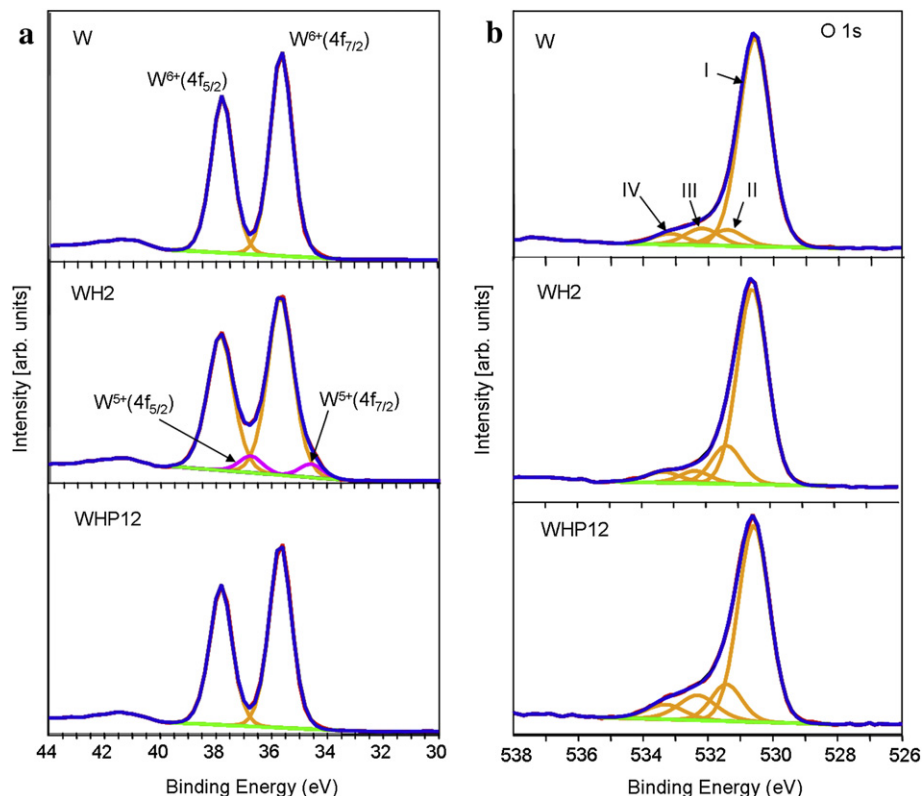 a
W
W⁶⁺(4f₇/₂)
W⁶⁺(4f₅/₂)
WH2
W⁵⁺(4f₅/₂)
W⁵⁺(4f₇/₂)
WHP12
Intensity [arb. units]
44 42 40 38 36 34 32 30
Binding Energy (eV)
b
W
O 1s
I
IV III II
WH2
WHP12
Intensity [arb. units]
538 536 534 532 530 528 526
Binding Energy (eV)